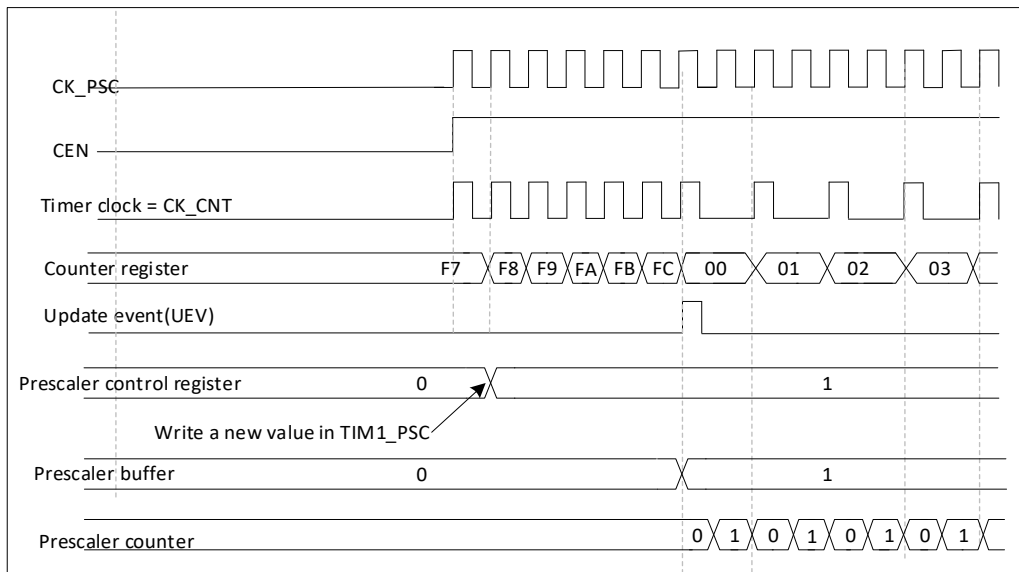 CK_PSC
CEN
Timer clock = CK_CNT
Counter register F7 F8 F9 FA FB FC 00 01 02 03
Update event(UEV)
Prescaler control register 0 1
Write a new value in TIM1_PSC
Prescaler buffer 0 1
Prescaler counter 0 1 0 1 0 1 0 1